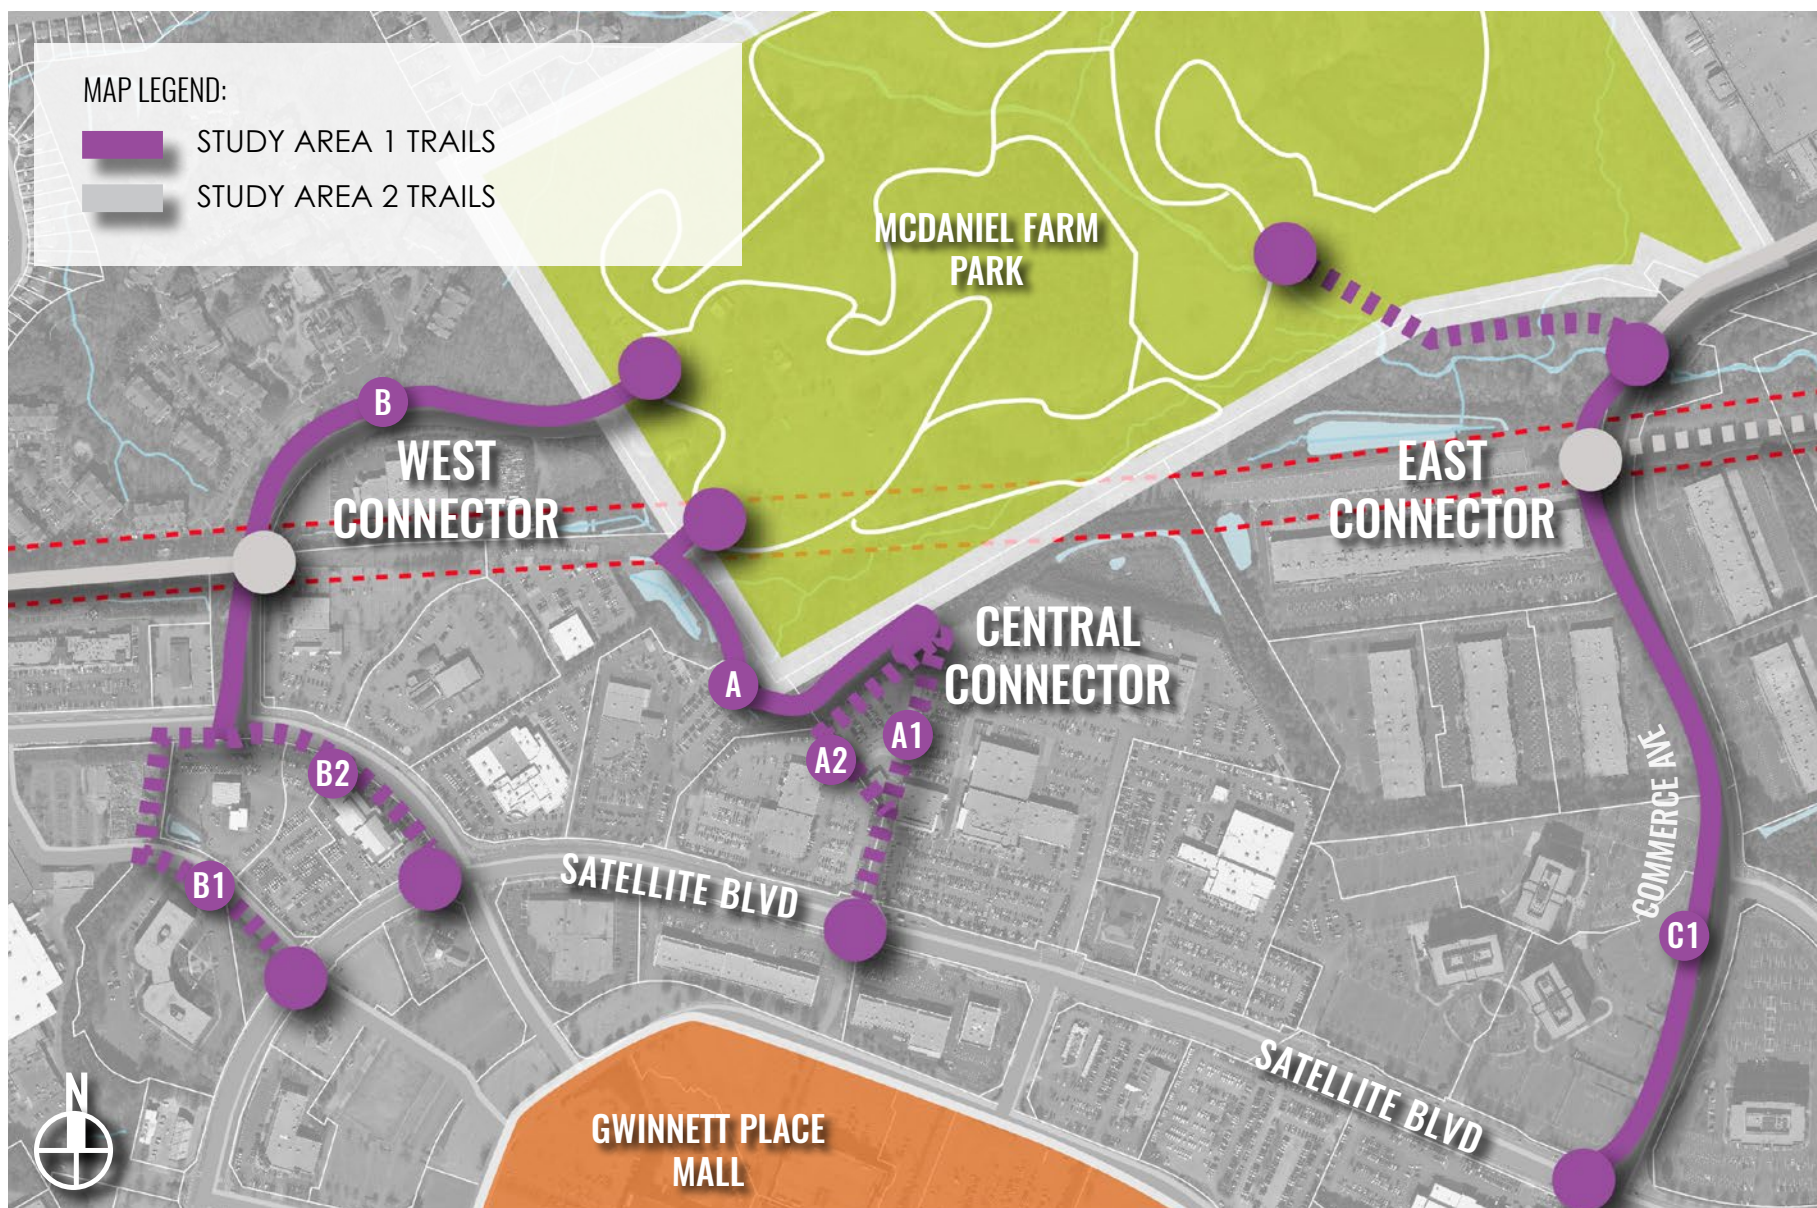 MAP LEGEND:
STUDY AREA 1 TRAILS
STUDY AREA 2 TRAILS
MCDANIEL FARM
PARK
B
WEST
CONNECTOR
EAST
CONNECTOR
CENTRAL
CONNECTOR
A
A1
A2
B2
B1
SATELLITE BLVD
COMMERCE AVE
C1
SATELLITE BLVD
N
GWINNETT PLACE
MALL